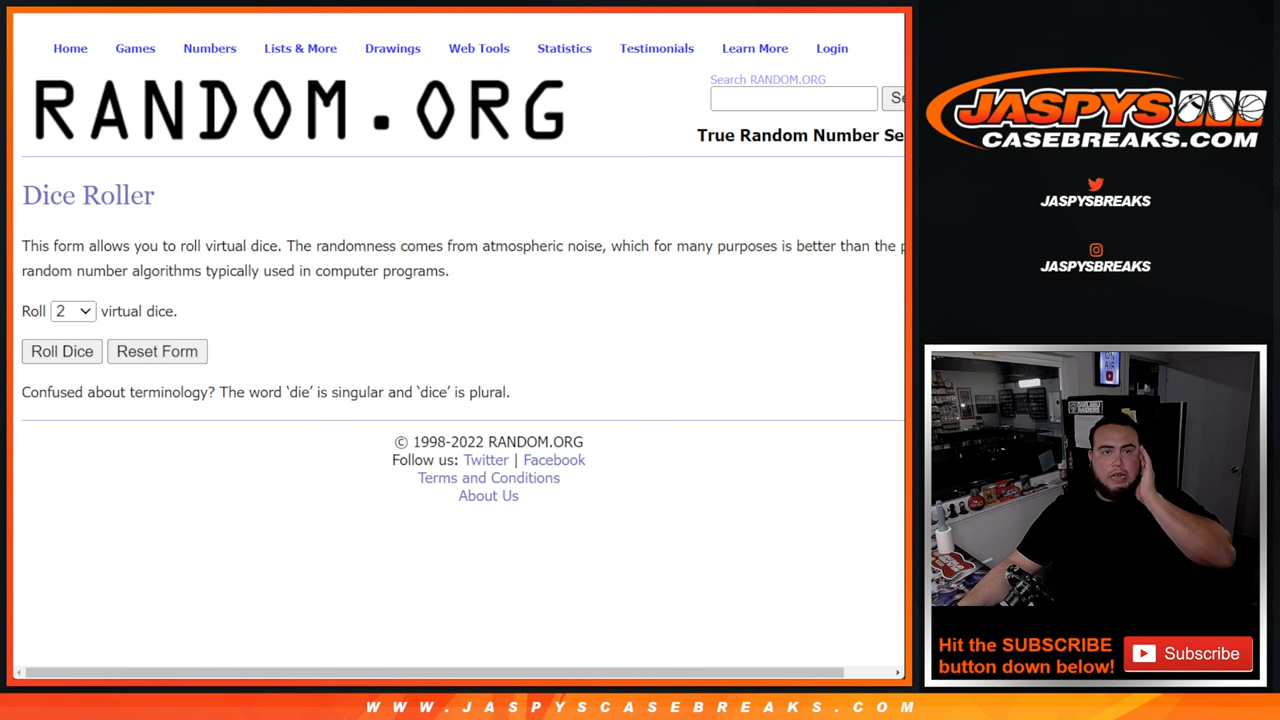 Home Games Numbers Lists & More Drawings Web Tools Statistics Testimonials Learn More Login
RANDOM.ORG
Search RANDOM.ORG
Se
True Random Number Se
Dice Roller
This form allows you to roll virtual dice. The randomness comes from atmospheric noise, which for many purposes is better than the p
random number algorithms typically used in computer programs.
Roll 2 virtual dice.
Roll Dice Reset Form
Confused about terminology? The word ‘die’ is singular and ‘dice’ is plural.
© 1998-2022 RANDOM.ORG
Follow us: Twitter | Facebook
Terms and Conditions
About Us
JASPYS
CASEBREAKS.COM
JASPYSBREAKS
JASPYSBREAKS
ON
AIR
Hit the SUBSCRIBE
button down below!
Subscribe
WWW.JASPYSCASEBREAKS.COM